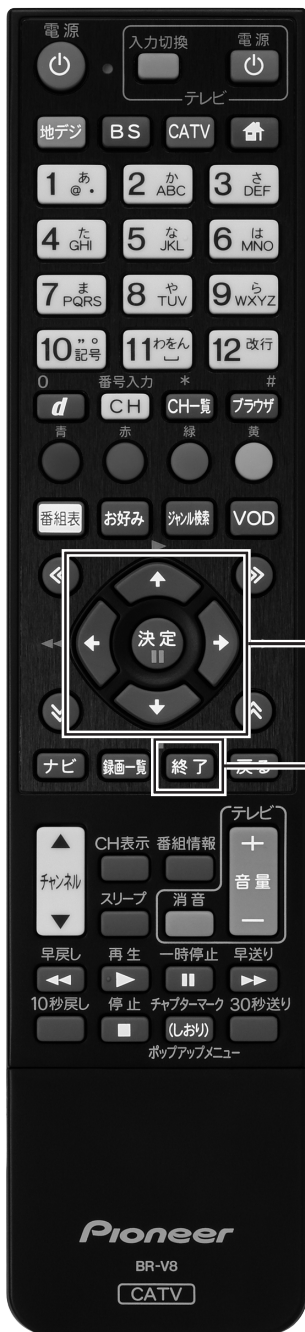 電源
入力切換
電源
テレビ
地デジ BS CATV
1 あ @.
2 か ABC
3 さ DEF
4 た GHI
5 な JKL
6 は MNO
7 ま PQRS
8 や TUV
9 ら WXYZ
10 ゛゜記号
11 わをん
12 改行
0 番号入力 * #
d CH CH一覧 ブラウザ
青 赤 緑 黄
番組表 お好み ジャンル検索 VOD
決定
ナビ 録画一覧 終了 戻る
テレビ
CH表示 番組情報
チャンネル
音量
スリープ 消音
早戻し 再生 一時停止 早送り
10秒戻し 停止 チャプターマーク 30秒送り
(しおり)
ポップアップメニュー
Pioneer
BR-V8
CATV